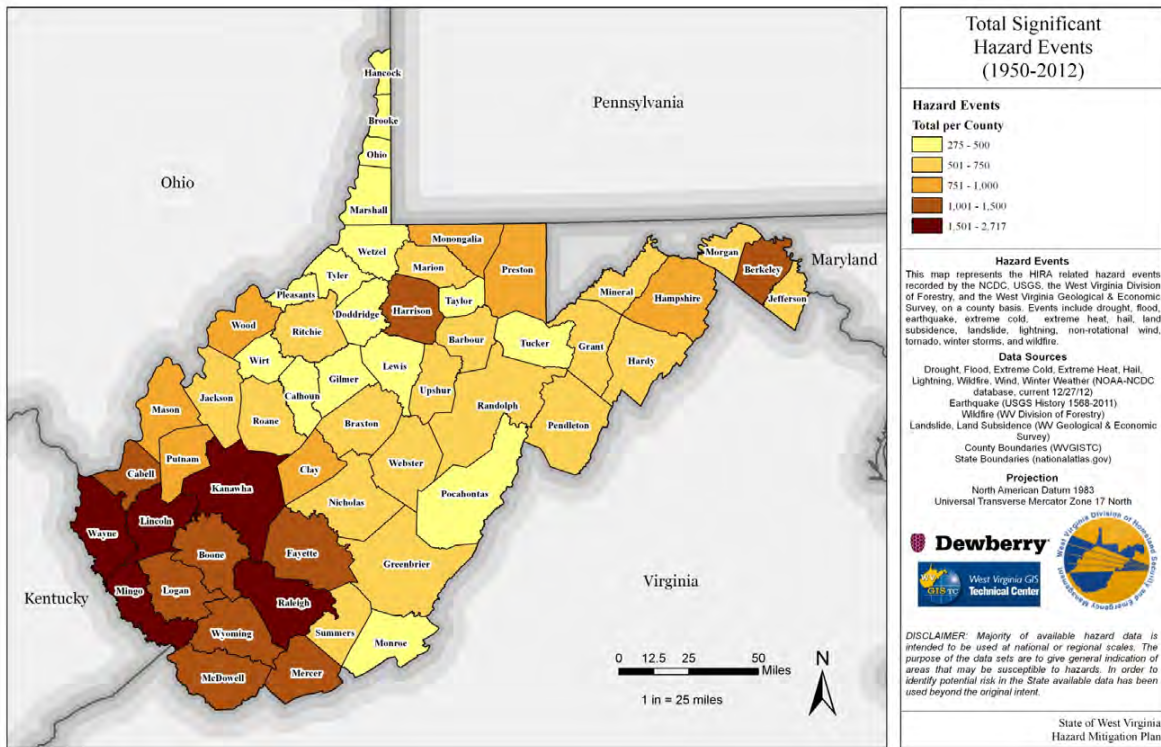 Total Significant
Hazard Events
(1950-2012)
Hazard Events
Total per County
275 - 500
501 - 750
751 - 1,000
1,001 - 1,500
1,501 - 2,717
Hazard Events
This map represents the HIRA related hazard events
recorded by the NCDC, USGS, the West Virginia Division
of Forestry, and the West Virginia Geological & Economic
Survey, on a county basis. Events include drought, flood,
earthquake, extreme cold, extreme heat, hail, land
subsidence, landslide, lightning, non-rotational wind,
tornado, winter storms, and wildfire.
Data Sources
Drought, Flood, Extreme Cold, Extreme Heat, Hail,
Lightning, Wildfire, Wind, Winter Weather (NOAA-NCDC
database, current 12/27/12)
Earthquake (USGS History 1568-2011)
Wildfire (WV Division of Forestry)
Landslide, Land Subsidence (WV Geological & Economic
Survey)
County Boundaries (WVGISTC)
State Boundaries (nationalatlas.gov)
Projection
North American Datum 1983
Universal Transverse Mercator Zone 17 North
Dewberry
WV
GIS TC
West Virginia GIS
Technical Center
West Virginia Division of Homeland Security and Emergency Management
DISCLAIMER: Majority of available hazard data is
intended to be used at national or regional scales. The
purpose of the data sets are to give general indication of
areas that may be susceptible to hazards. In order to
identify potential risk in the State available data has been
used beyond the original intent.
State of West Virginia
Hazard Mitigation Plan
Hancock
Pennsylvania
Brooke
Ohio
Ohio
Marshall
Wetzel
Monongalia
Morgan
Maryland
Marion
Preston
Berkeley
Tyler
Mineral
Hampshire
Jefferson
Pleasants
Harrison
Taylor
Doddridge
Wood
Ritchie
Barbour
Tucker
Grant
Hardy
Wirt
Lewis
Gilmer
Upshur
Jackson
Calhoun
Randolph
Mason
Roane
Braxton
Pendleton
Putnam
Clay
Webster
Cabell
Kanawha
Pocahontas
Nicholas
Lincoln
Wayne
Boone
Fayette
Greenbrier
Virginia
Kentucky
Mingo
Logan
Raleigh
Wyoming
Summers
Monroe
McDowell
Mercer
0 12.5 25 50
Miles
1 in = 25 miles
N